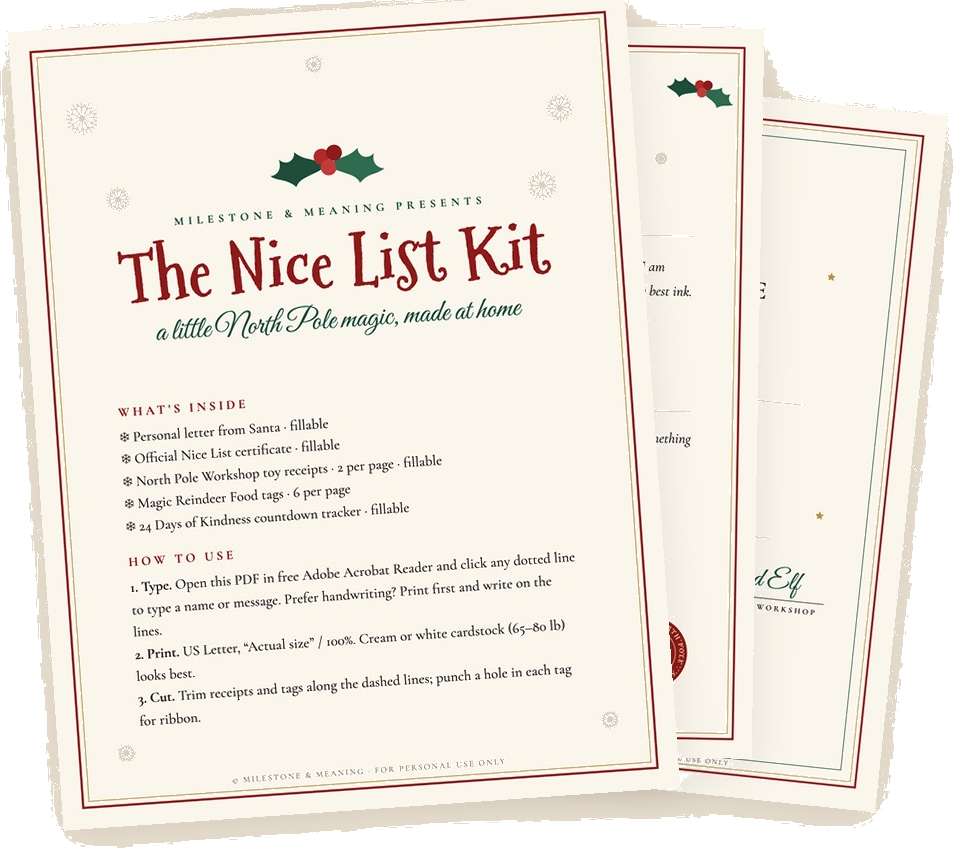 MILESTONE & MEANING PRESENTS
The Nice List Kit
a little North Pole magic, made at home
WHAT'S INSIDE
❄ Personal letter from Santa · fillable
❄ Official Nice List certificate · fillable
❄ North Pole Workshop toy receipts · 2 per page · fillable
❄ Magic Reindeer Food tags · 6 per page
❄ 24 Days of Kindness countdown tracker · fillable
HOW TO USE
1. Type. Open this PDF in free Adobe Acrobat Reader and click any dotted line
to type a name or message. Prefer handwriting? Print first and write on the
lines.
2. Print. US Letter, “Actual size” / 100%. Cream or white cardstock (65–80 lb)
looks best.
3. Cut. Trim receipts and tags along the dashed lines; punch a hole in each tag
for ribbon.
© MILESTONE & MEANING · FOR PERSONAL USE ONLY
I am
best ink.
USE ONLY
Elf
WORKSHOP